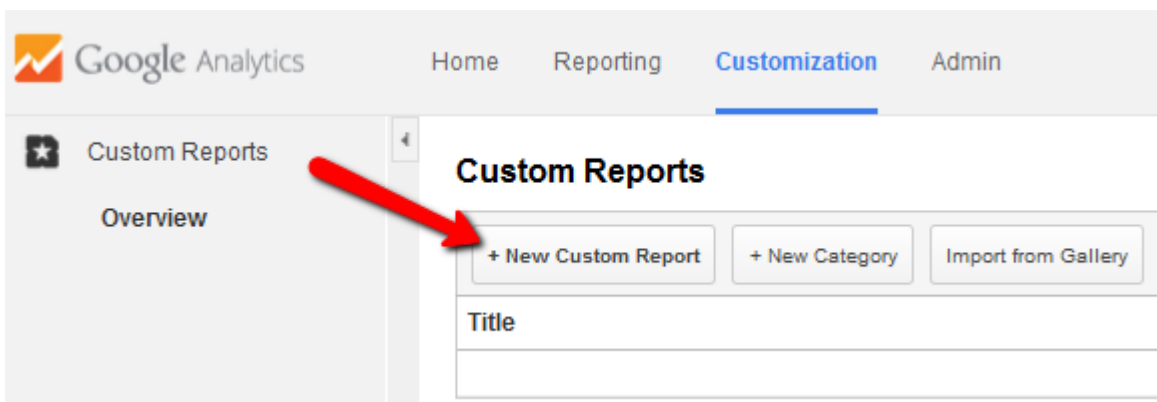 Google Analytics Home Reporting Customization Admin
Custom Reports
Overview
Custom Reports
+ New Custom Report + New Category Import from Gallery
Title